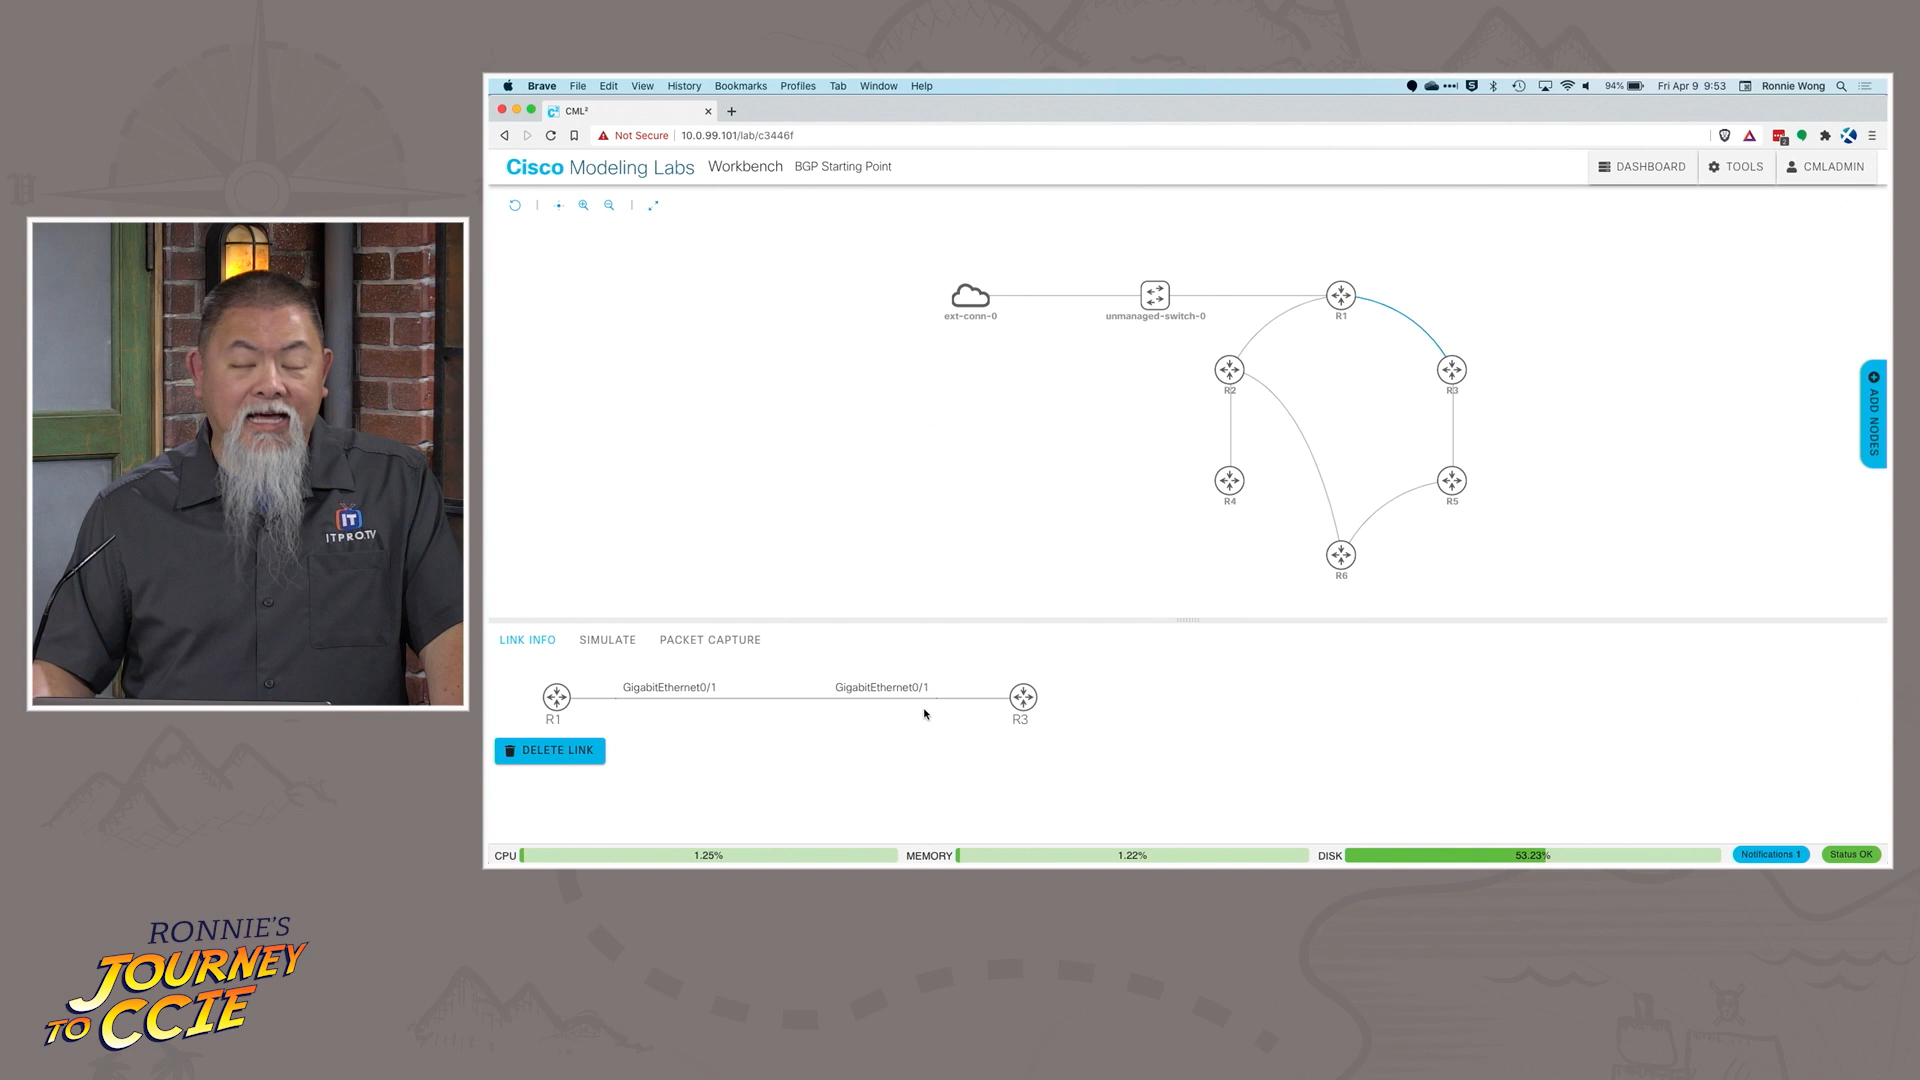 Brave File Edit View History Bookmarks Profiles Tab Window Help 94% Fri Apr 9 9:53 Ronnie Wong
CML²
Not Secure 10.0.99.101/lab/c3446f
Cisco Modeling Labs Workbench BGP Starting Point DASHBOARD TOOLS CMLADMIN
ext-conn-0
unmanaged-switch-0
R1
R2
R3
ADD NODES
R4
R5
R6
IT
ITPRO.TV
LINK INFO SIMULATE PACKET CAPTURE
GigabitEthernet0/1 GigabitEthernet0/1
R1 R3
DELETE LINK
CPU 1.25% MEMORY 1.22% DISK 53.23% Notifications 1 Status OK
RONNIE'S
JOURNEY
TO CCIE